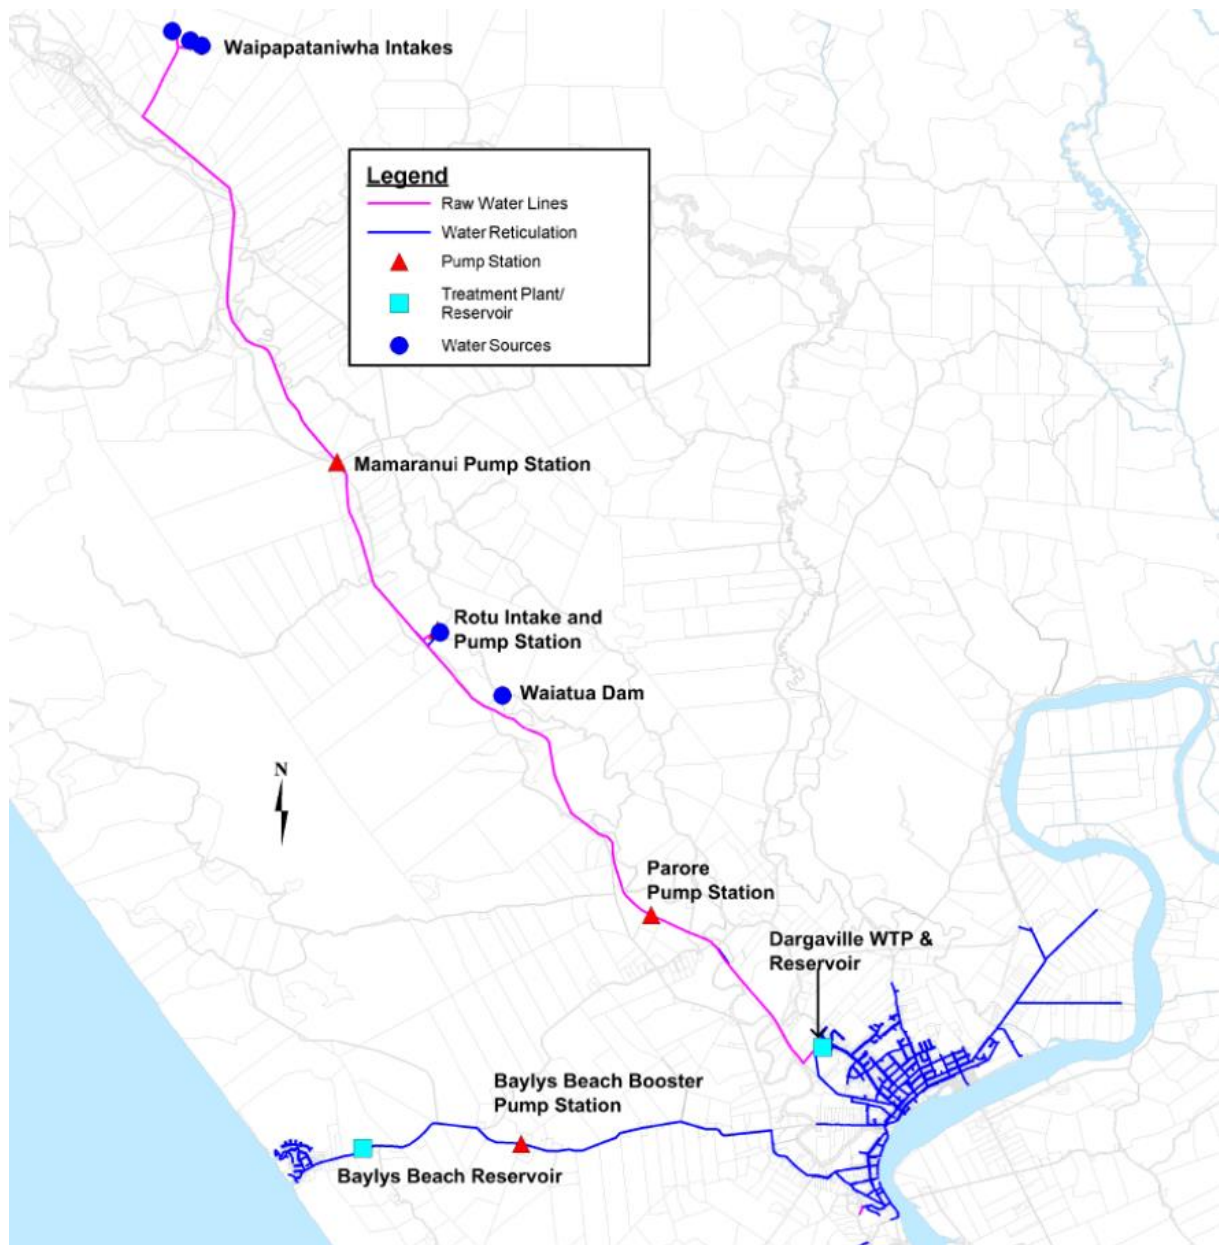 Waipapataniwha Intakes
Legend
Raw Water Lines
Water Reticulation
Pump Station
Treatment Plant/
Reservoir
Water Sources
Mamaranui Pump Station
Rotu Intake and
Pump Station
Waiatua Dam
N
Parore
Pump Station
Dargaville WTP &
Reservoir
Baylys Beach Booster
Pump Station
Baylys Beach Reservoir